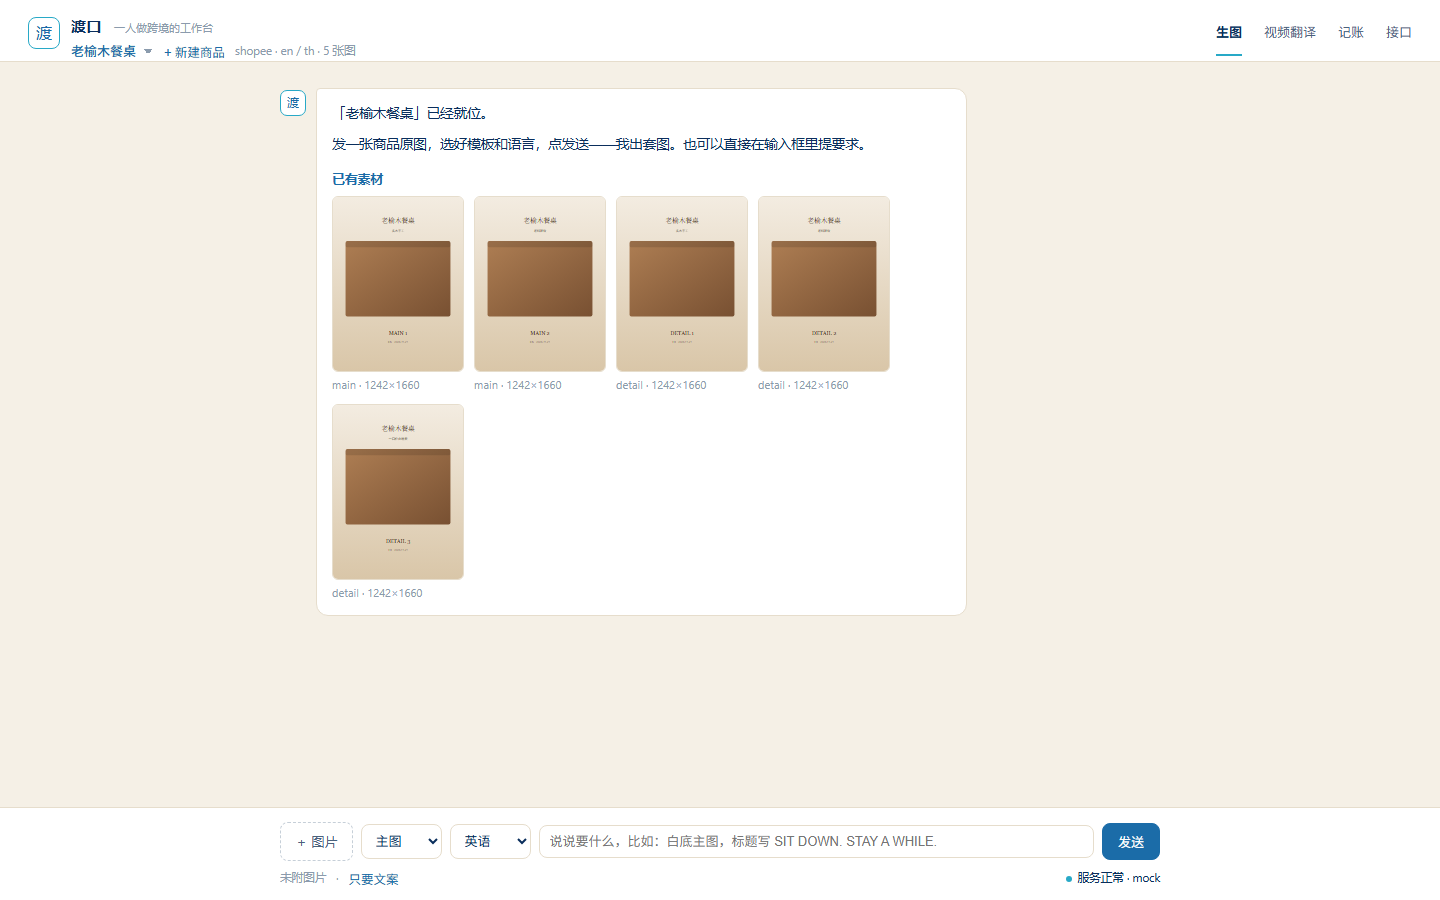 渡 渡口 一人做跨境的工作台
老榆木餐桌 + 新建商品 shopee · en / th · 5 张图
生图 视频翻译 记账 接口
渡
「老榆木餐桌」已经就位。
发一张商品原图，选好模板和语言，点发送——我出套图。也可以直接在输入框里提要求。
已有素材
老榆木餐桌
MAIN 1
main · 1242×1660
老榆木餐桌
MAIN 2
main · 1242×1660
老榆木餐桌
DETAIL 1
detail · 1242×1660
老榆木餐桌
DETAIL 2
detail · 1242×1660
老榆木餐桌
DETAIL 3
detail · 1242×1660
+ 图片 主图 英语 说说要什么，比如：白底主图，标题写 SIT DOWN. STAY A WHILE. 发送
未附图片 · 只要文案
服务正常 · mock